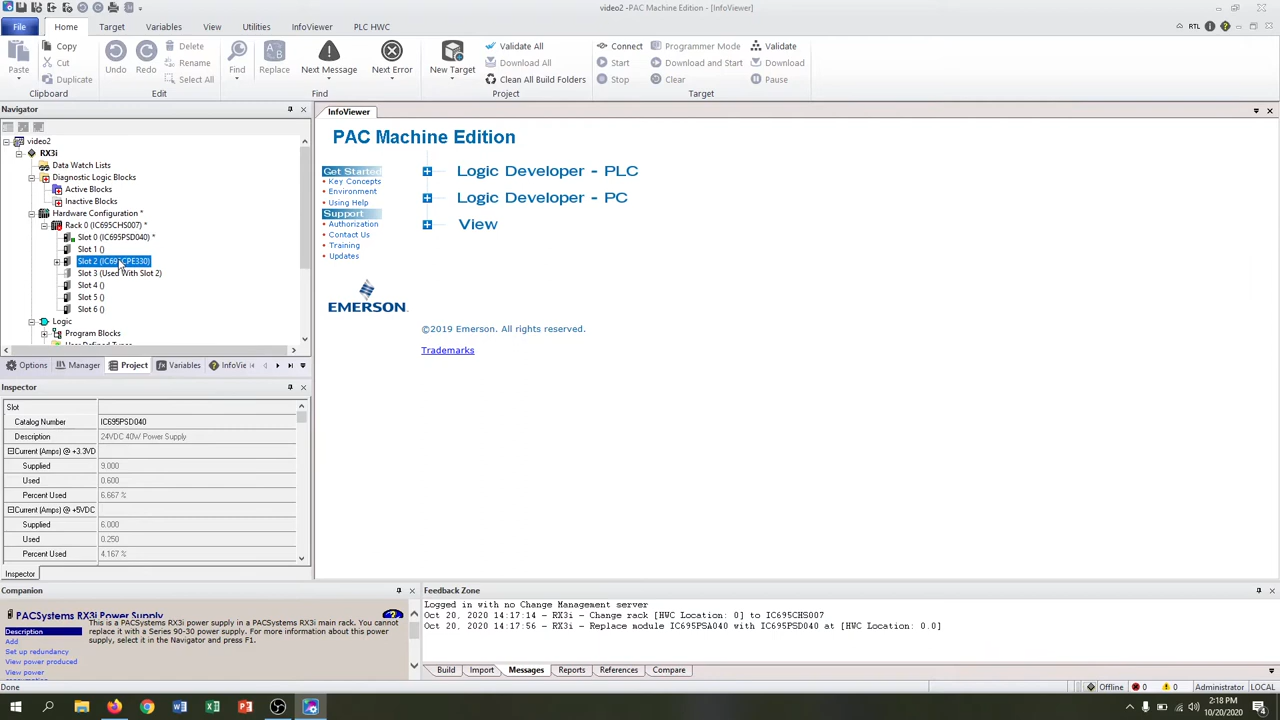 video2 -PAC Machine Edition - [InfoViewer]
File Home Target Variables View Utilities InfoViewer PLC HWC RTL
Paste Copy Cut Duplicate Undo Redo Delete Rename Select All Find Replace Next Message Next Error New Target Validate All Download All Clean All Build Folders Connect Start Stop Programmer Mode Download and Start Clear Validate Download Pause
Clipboard Edit Find Project Target
Navigator
video2
RX3i
Data Watch Lists
Diagnostic Logic Blocks
Active Blocks
Inactive Blocks
Hardware Configuration *
Rack 0 (IC695CHS007) *
Slot 0 (IC695PSD040) *
Slot 1 ()
Slot 2 (IC695CPE330)
Slot 3 (Used With Slot 2)
Slot 4 ()
Slot 5 ()
Slot 6 ()
Logic
Program Blocks
Options Manager Project Variables InfoVie
Inspector
Slot
Catalog Number IC695PSD040
Description 24VDC 40W Power Supply
Current (Amps) @ +3.3VD
Supplied 9.000
Used 0.600
Percent Used 6.667 %
Current (Amps) @ +5VDC
Supplied 6.000
Used 0.250
Percent Used 4.167 %
Inspector
InfoViewer
PAC Machine Edition
Get Started
• Key Concepts
• Environment
• Using Help
Support
• Authorization
• Contact Us
• Training
• Updates
Logic Developer - PLC
Logic Developer - PC
View
EMERSON
©2019 Emerson. All rights reserved.
Trademarks
Companion
PACSystems RX3i Power Supply
Description
Add
Set up redundancy
View power produced
View power
This is a PACSystems RX3i power supply in a PACSystems RX3i main rack. You cannot
replace it with a Series 90-30 power supply. For more information about this power
supply, select it in the Navigator and press F1.
Feedback Zone
Logged in with no Change Management server
Oct 20, 2020 14:17:14 - RX3i - Change rack [HWC Location: 0] to IC695CHS007
Oct 20, 2020 14:17:56 - RX3i - Replace module IC695PSA040 with IC695PSD040 at [HWC Location: 0.0]
Build Import Messages Reports References Compare
Done Offline 0 0 Administrator LOCAL
2:18 PM
10/20/2020
4